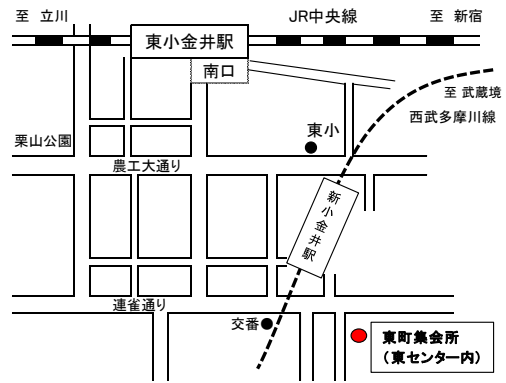 至 立川
JR中央線
至 新宿
東小金井駅
南口
至 武蔵境
西武多摩川線
東小
栗山公園
農工大通り
新小金井駅
連雀通り
交番
東町集会所
（東センター内）